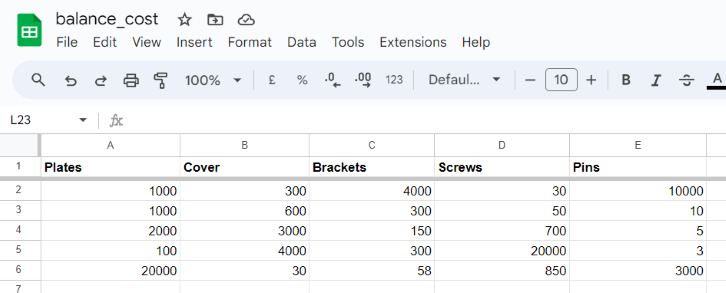 balance_cost
File Edit View Insert Format Data Tools Extensions Help
100% £ % .0 .00 123 Defaul... − 10 + B I S A
L23 fx
A B C D E
1 Plates Cover Brackets Screws Pins
2 1000 300 4000 30 10000
3 1000 600 300 50 10
4 2000 3000 150 700 5
5 100 4000 300 20000 3
6 20000 30 58 850 3000
7